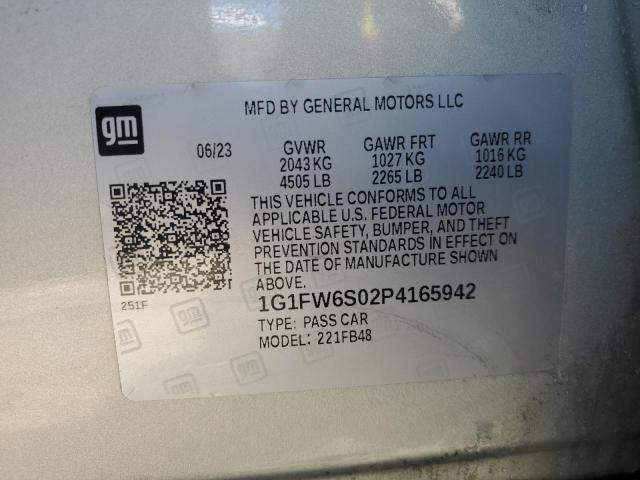 gm
MFD BY GENERAL MOTORS LLC
06/23 GVWR GAWR FRT GAWR RR
2043 KG 1027 KG 1016 KG
4505 LB 2265 LB 2240 LB
THIS VEHICLE CONFORMS TO ALL
APPLICABLE U.S. FEDERAL MOTOR
VEHICLE SAFETY, BUMPER, AND THEFT
PREVENTION STANDARDS IN EFFECT ON
THE DATE OF MANUFACTURE SHOWN
ABOVE.
251F
1G1FW6S02P4165942
TYPE: PASS CAR
MODEL: 221FB48